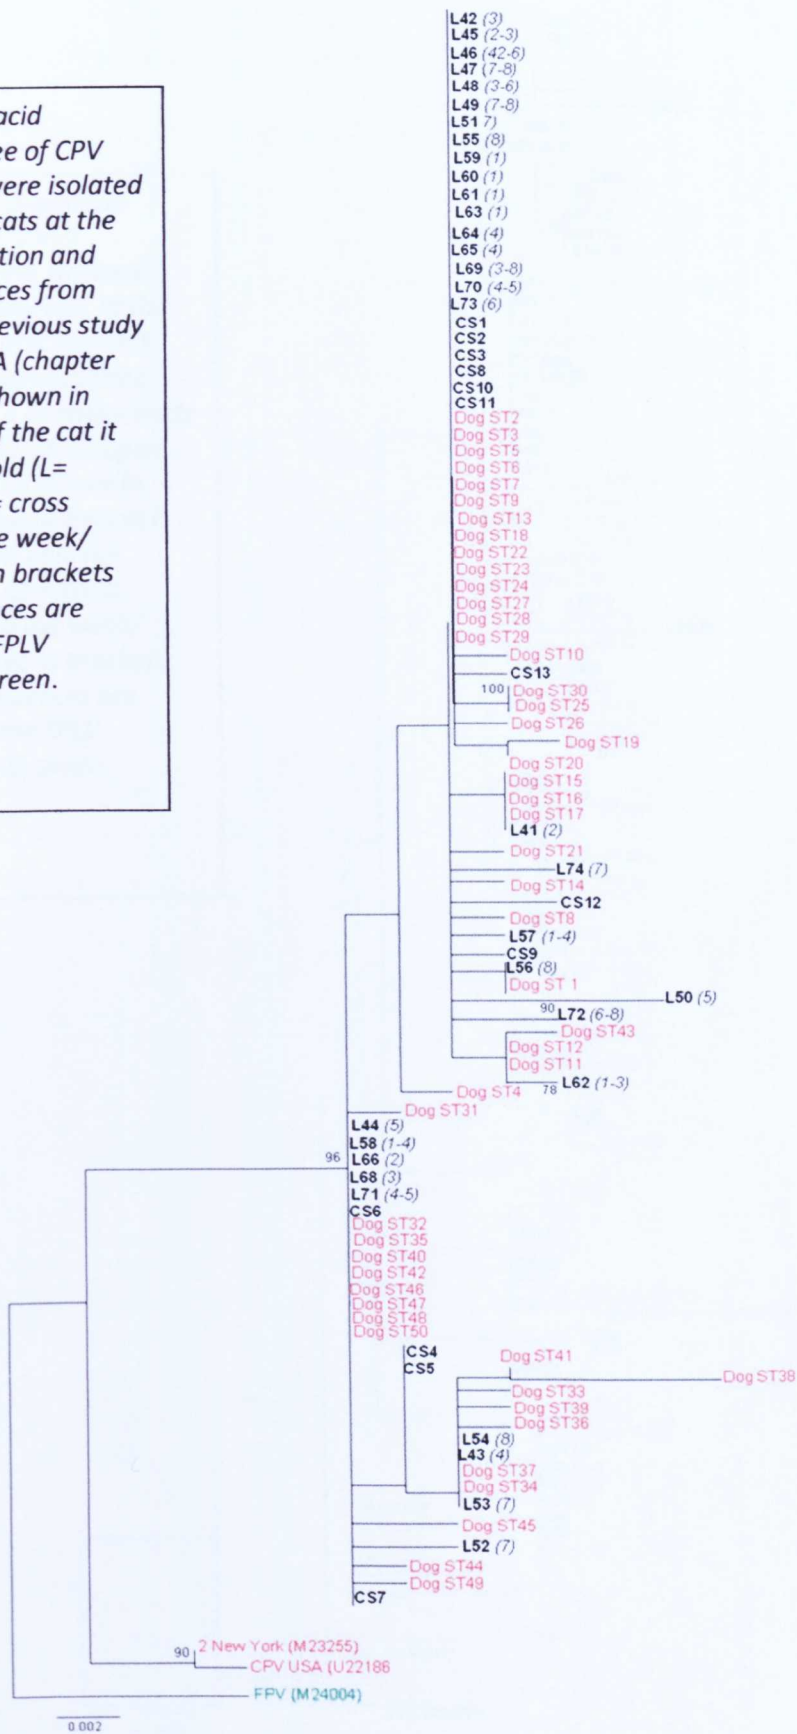 acid
ee of CPV
were isolated
cats at the
tion and
ces from
evious study
A (chapter
hown in
f the cat it
old (L=
= cross
e week/
n brackets
ces are
FPLV
reen.
L42 (3)
L45 (2-3)
L46 (42-6)
L47 (7-8)
L48 (3-6)
L49 (7-8)
L51 7)
L55 (8)
L59 (1)
L60 (1)
L61 (1)
L63 (1)
L64 (4)
L65 (4)
L69 (3-8)
L70 (4-5)
L73 (6)
CS1
CS2
CS3
CS8
CS10
CS11
Dog ST2
Dog ST3
Dog ST5
Dog ST6
Dog ST7
Dog ST9
Dog ST13
Dog ST18
Dog ST22
Dog ST23
Dog ST24
Dog ST27
Dog ST28
Dog ST29
Dog ST10
CS13
100 Dog ST30
Dog ST25
Dog ST26
Dog ST19
Dog ST20
Dog ST15
Dog ST16
Dog ST17
L41 (2)
Dog ST21
L74 (7)
Dog ST14
CS12
Dog ST8
L57 (1-4)
CS9
L56 (8)
Dog ST 1
L50 (5)
90 L72 (6-8)
Dog ST43
Dog ST12
Dog ST11
78 L62 (1-3)
Dog ST4
Dog ST31
L44 (5)
L58 (1-4)
96 L66 (2)
L68 (3)
L71 (4-5)
CS6
Dog ST32
Dog ST35
Dog ST40
Dog ST42
Dog ST46
Dog ST47
Dog ST48
Dog ST50
CS4
CS5
Dog ST41
Dog ST38
Dog ST33
Dog ST39
Dog ST36
L54 (8)
L43 (4)
Dog ST37
Dog ST34
L53 (7)
Dog ST45
L52 (7)
Dog ST44
Dog ST49
CS7
90 2 New York (M23255)
CPV USA (U22186
FPV (M24004)
0.002